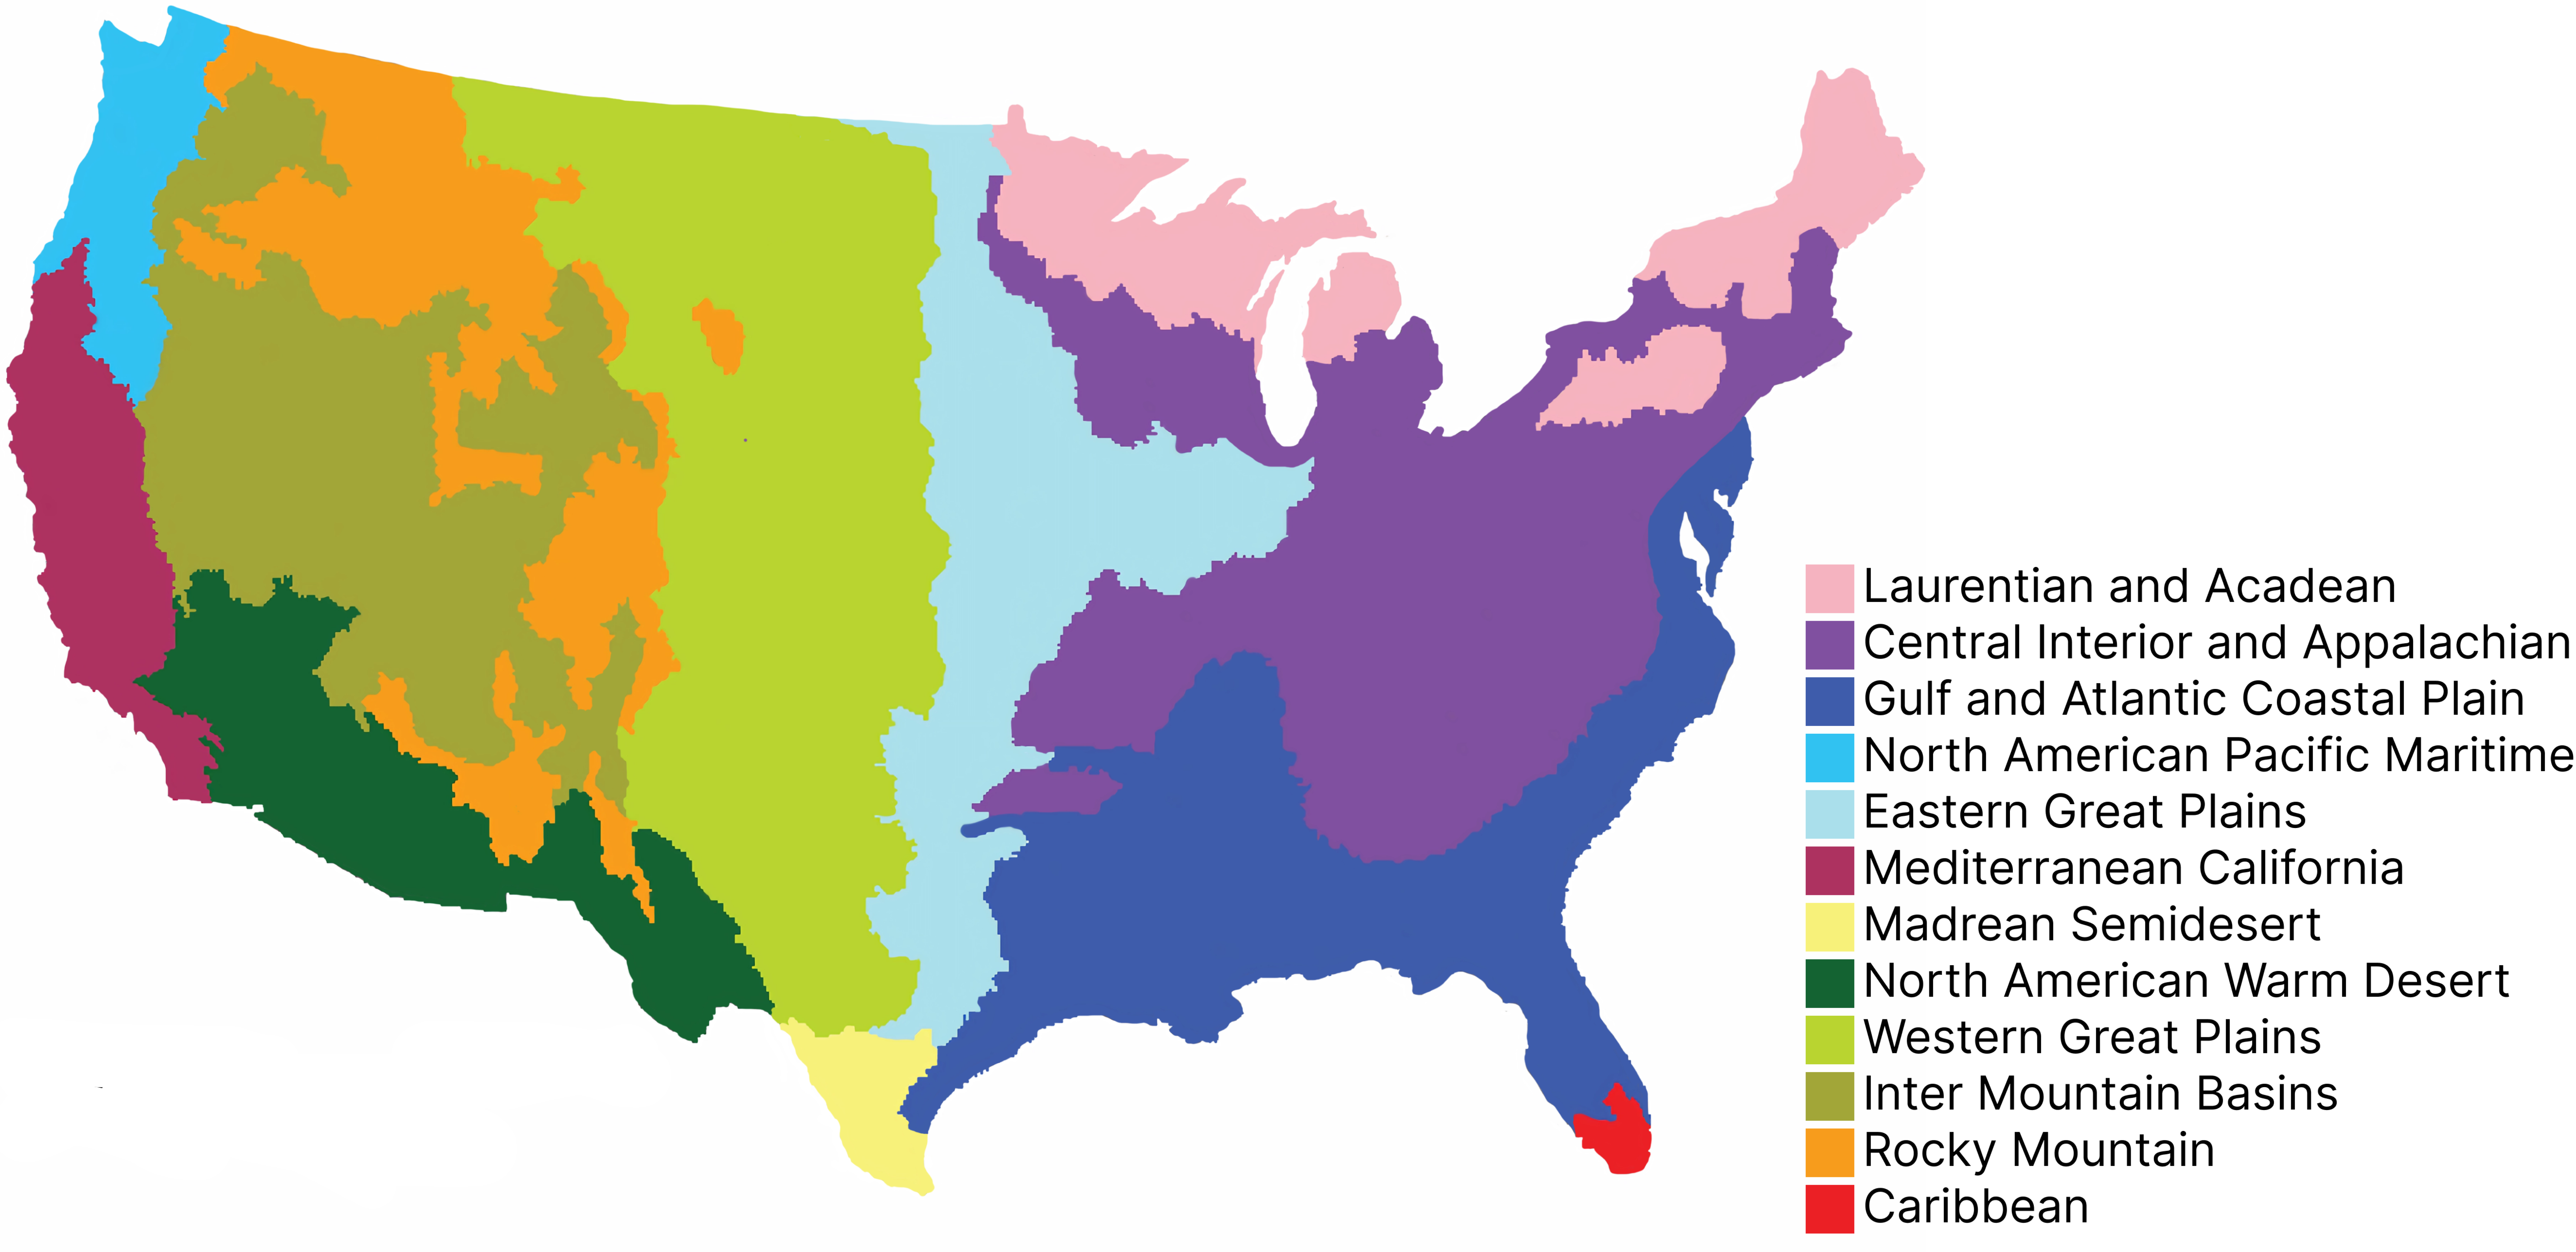 Laurentian and Acadean
Central Interior and Appalachian
Gulf and Atlantic Coastal Plain
North American Pacific Maritime
Eastern Great Plains
Mediterranean California
Madrean Semidesert
North American Warm Desert
Western Great Plains
Inter Mountain Basins
Rocky Mountain
Caribbean